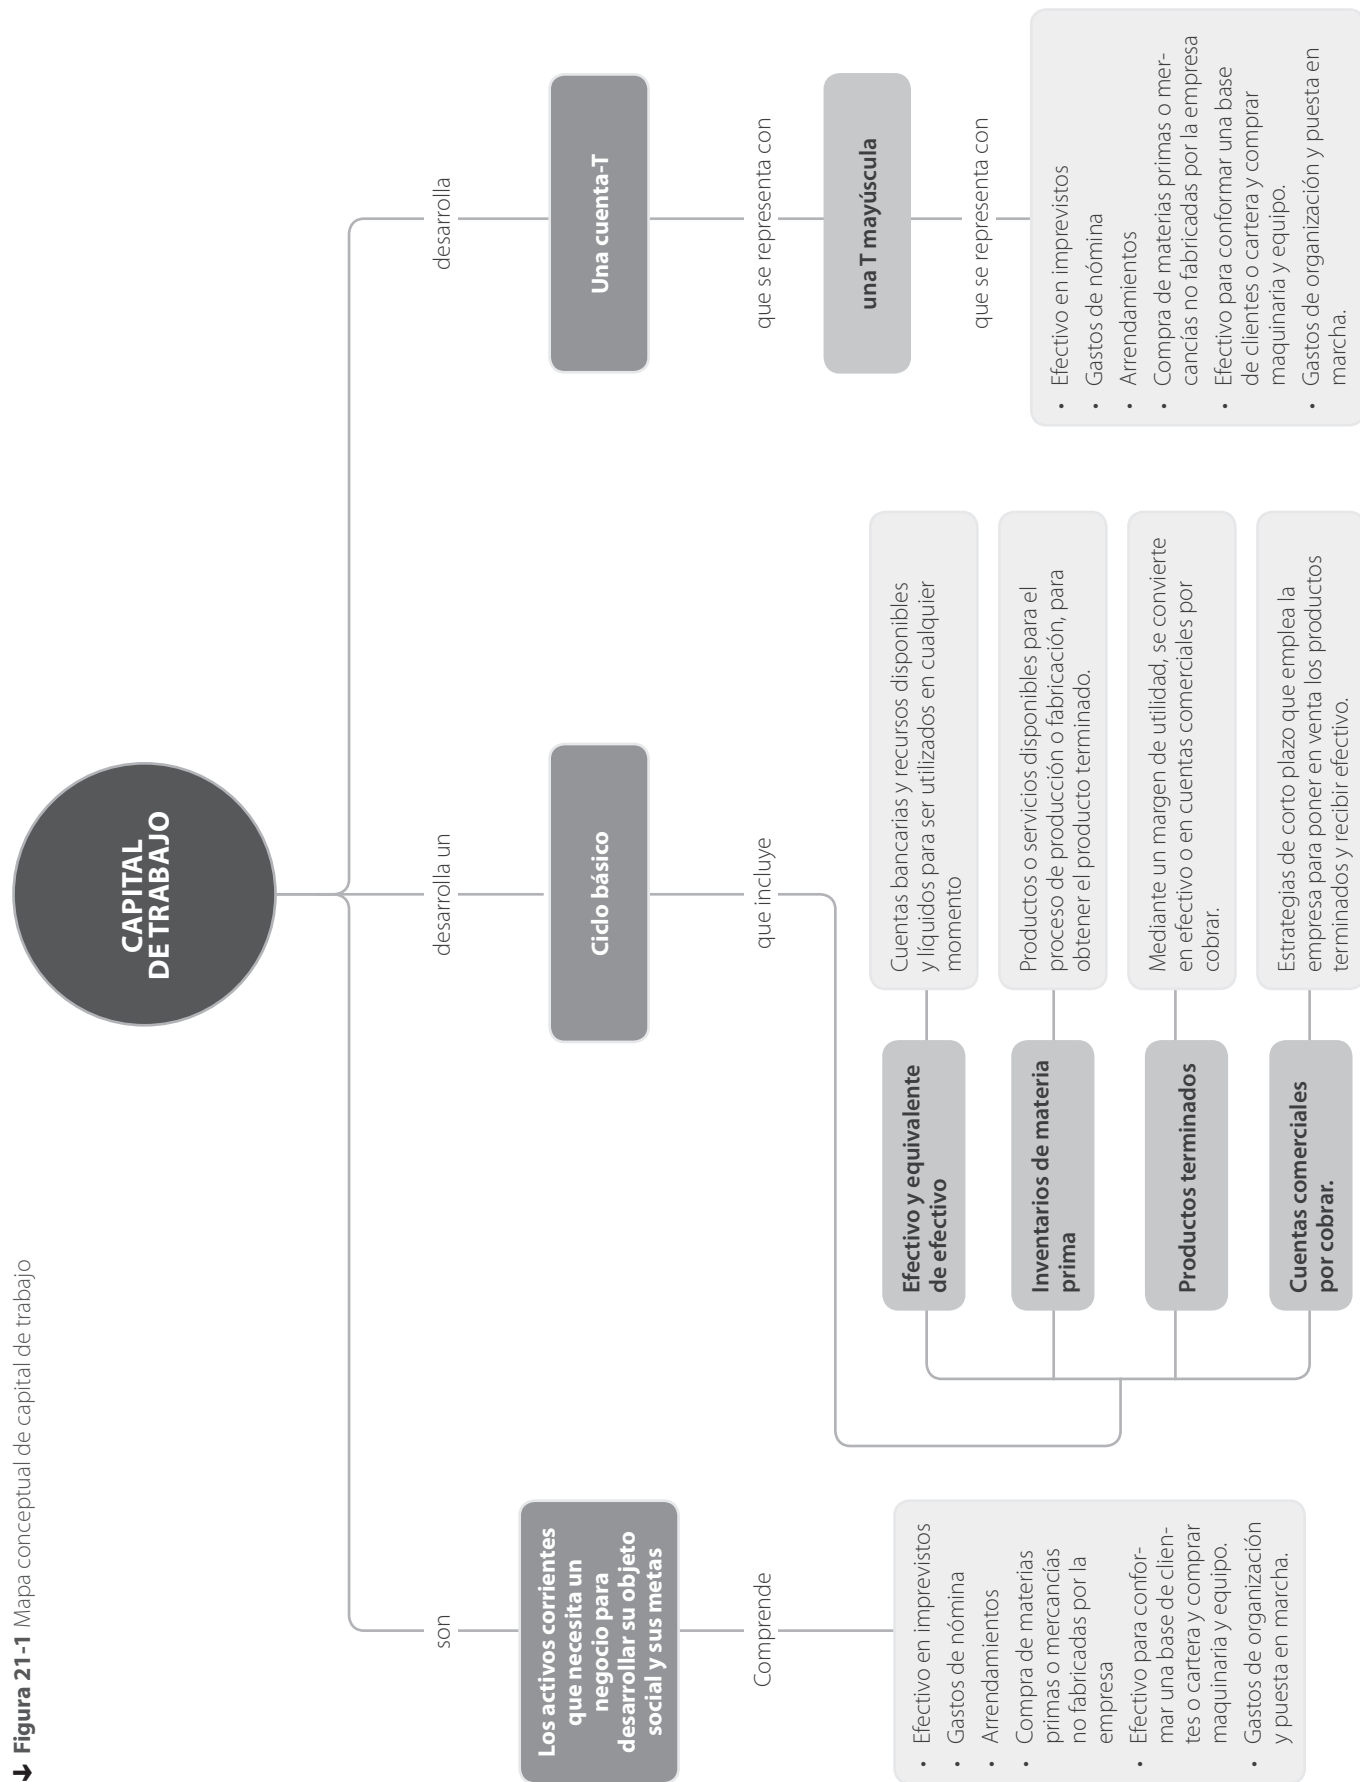 Figura 21-1 Mapa conceptual de capital de trabajo
CAPITAL
DE TRABAJO
son
Los activos corrientes
que necesita un
negocio para
desarrollar su objeto
social y sus metas
Comprende
• Efectivo en imprevistos
• Gastos de nómina
• Arrendamientos
• Compra de materias
primas o mercancías
no fabricadas por la
empresa
• Efectivo para confor-
mar una base de clien-
tes o cartera y comprar
maquinaria y equipo.
• Gastos de organización
y puesta en marcha.
desarrolla un
Ciclo básico
que incluye
Efectivo y equivalente
de efectivo
Cuentas bancarias y recursos disponibles
y líquidos para ser utilizados en cualquier
momento
Inventarios de materia
prima
Productos o servicios disponibles para el
proceso de producción o fabricación, para
obtener el producto terminado.
Productos terminados
Mediante un margen de utilidad, se convierte
en efectivo o en cuentas comerciales por
cobrar.
Cuentas comerciales
por cobrar.
Estrategias de corto plazo que emplea la
empresa para poner en venta los productos
terminados y recibir efectivo.
desarrolla
Una cuenta-T
que se representa con
una T mayúscula
que se representa con
• Efectivo en imprevistos
• Gastos de nómina
• Arrendamientos
• Compra de materias primas o mer-
cancías no fabricadas por la empresa
• Efectivo para conformar una base
de clientes o cartera y comprar
maquinaria y equipo.
• Gastos de organización y puesta en
marcha.